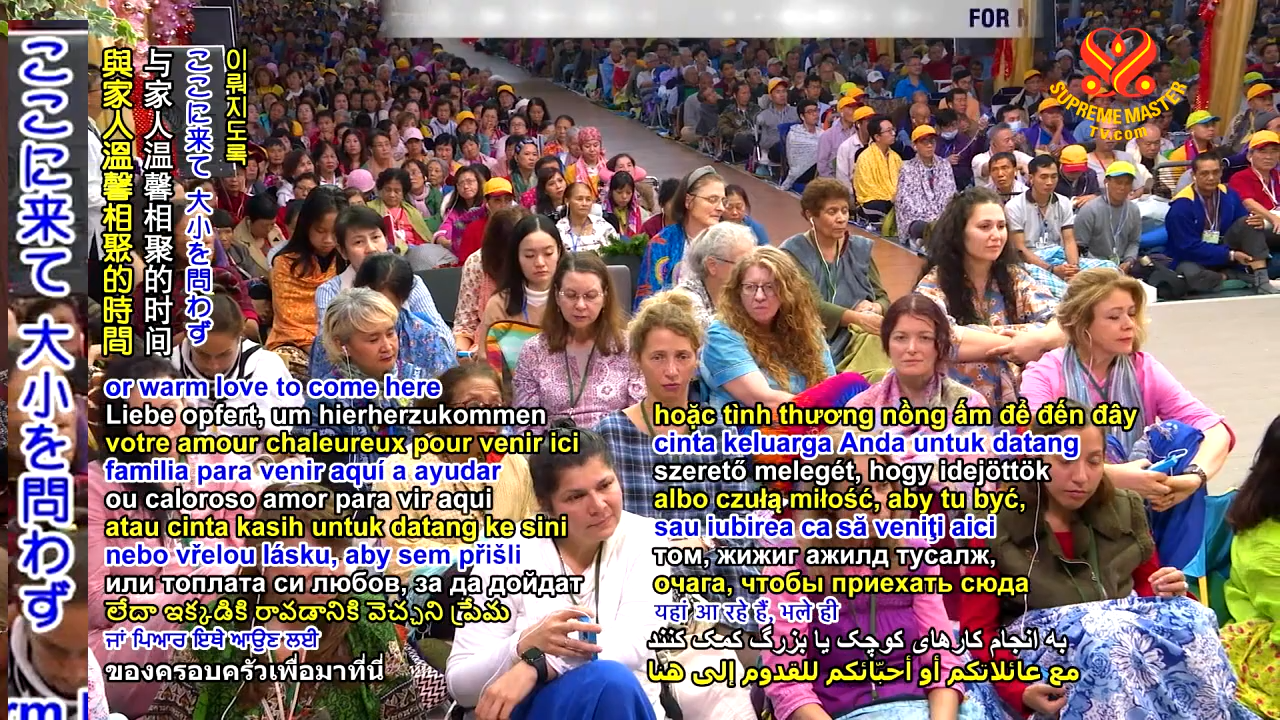 FOR
SUPREME MASTER
TV.com
ここに来て 大小を問わず
與家人溫馨相聚的時間
与家人温馨相聚的时间
ここに来て 大小を問わず
이뤄지도록
or warm love to come here
Liebe opfert, um hierherzukommen
votre amour chaleureux pour venir ici
familia para venir aquí a ayudar
ou caloroso amor para vir aqui
atau cinta kasih untuk datang ke sini
nebo vřelou lásku, aby sem přišli
или топлата си любов, за да дойдат
లేదా ఇక్కడికి రావడానికి వెచ్చని ప్రేమ
ਜਾਂ ਪਿਆਰ ਇਥੇ ਆਉਣ ਲਈ
ของครอบครัวเพื่อมาที่นี่
hoặc tình thương nồng ấm để đến đây
cinta keluarga Anda untuk datang
szerető melegét, hogy idejöttök
albo czułą miłość, aby tu być,
sau iubirea ca să veniţi aici
том, жижиг ажилд тусалж,
очага, чтобы приехать сюда
यहां आ रहे हैं, भले ही
به انجام کارهای کوچک یا بزرگ کمک کنند
مع عائلاتكم أو أحبّائكم للقدوم إلى هنا